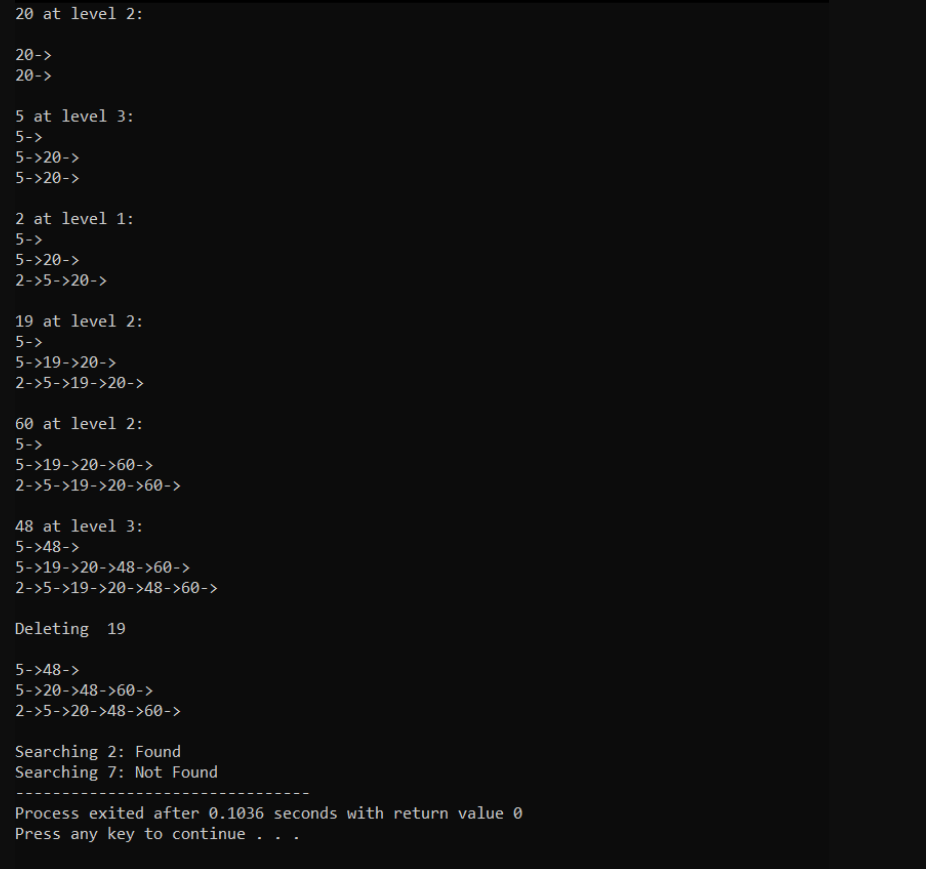 20 at level 2:
20->
20->
5 at level 3:
5->
5->20->
5->20->
2 at level 1:
5->
5->20->
2->5->20->
19 at level 2:
5->
5->19->20->
2->5->19->20->
60 at level 2:
5->
5->19->20->60->
2->5->19->20->60->
48 at level 3:
5->48->
5->19->20->48->60->
2->5->19->20->48->60->
Deleting  19
5->48->
5->20->48->60->
2->5->20->48->60->
Searching 2: Found
Searching 7: Not Found
--------------------------------
Process exited after 0.1036 seconds with return value 0
Press any key to continue . . .